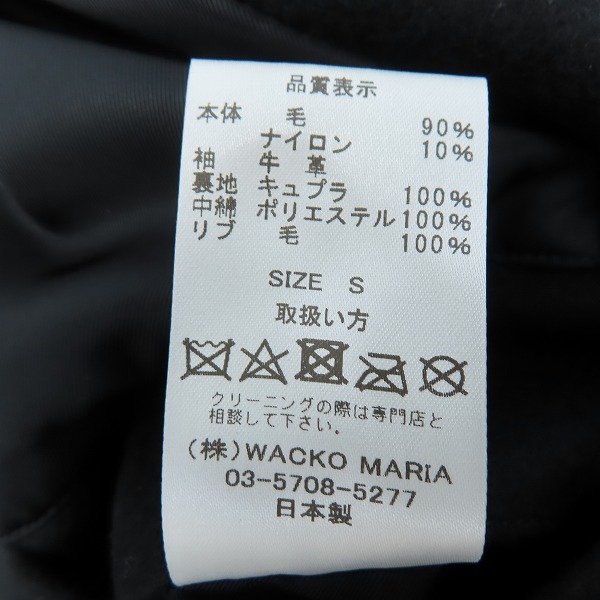 品質表示
本体 毛 90%
ナイロン 10%
袖 牛革
裏地 キュプラ 100%
中綿 ポリエステル 100%
リブ 毛 100%
SIZE S
取扱い方
クリーニングの際は専門店と
相談して下さい。
(株)WACKO MARIA
03-5708-5277
日本製